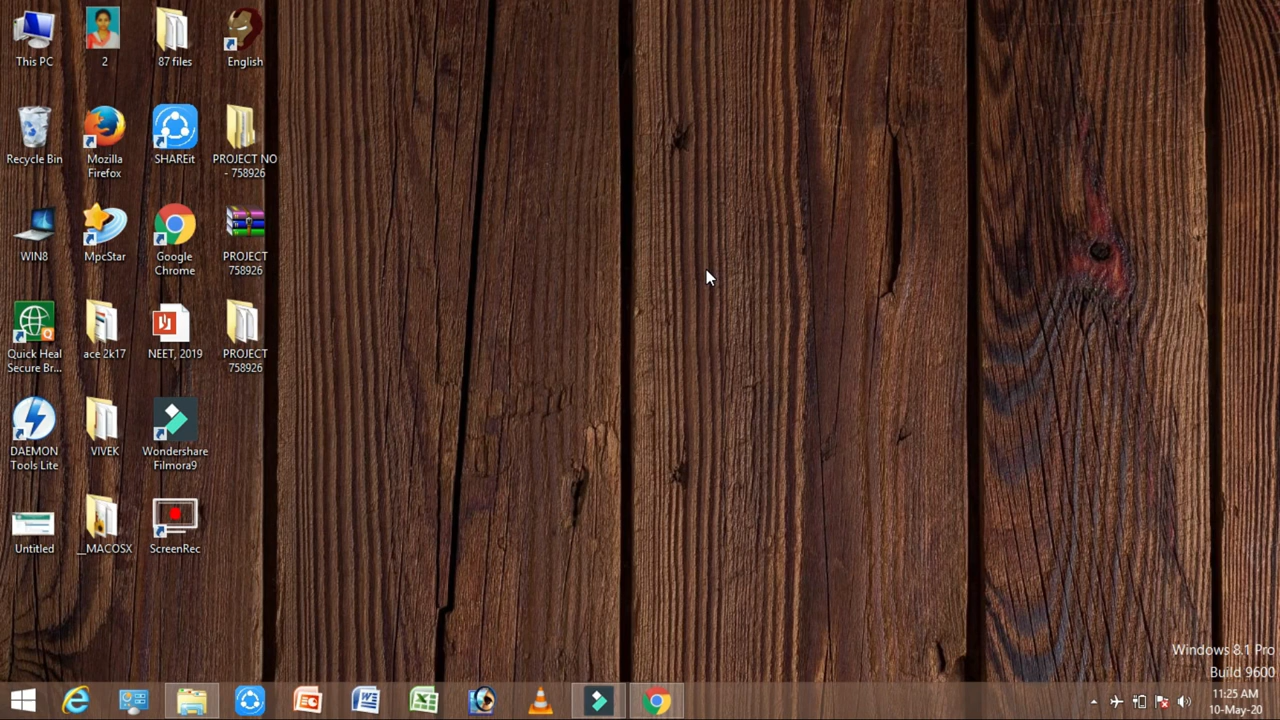 This PC
2
87 files
English
Recycle Bin
Mozilla
Firefox
SHAREit
PROJECT NO
- 758926
WIN8
MpcStar
Google
Chrome
PROJECT
758926
Quick Heal
Secure Br...
ace 2k17
NEET, 2019
PROJECT
758926
DAEMON
Tools Lite
VIVEK
Wondershare
Filmora9
Untitled
__MACOSX
ScreenRec
Windows 8.1 Pro
Build 9600
11:25 AM
10-May-20